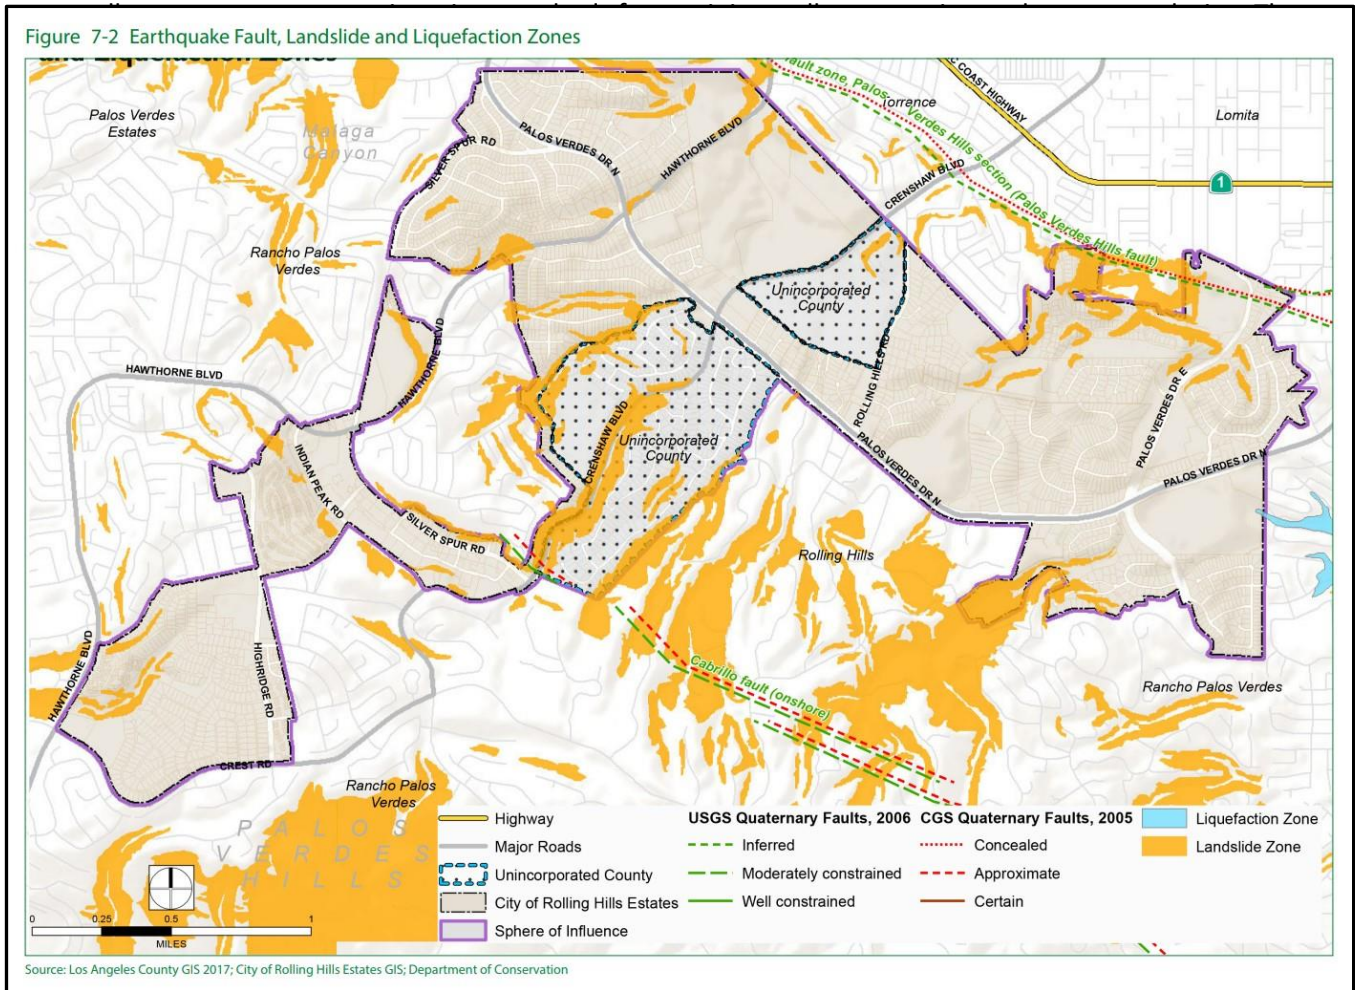 Figure 7-2 Earthquake Fault, Landslide and Liquefaction Zones
and Liquefaction Zones
Palos Verdes
Estates
Malaga
Canyon
SILVER SPUR RD
PALOS VERDES DR N
HAWTHORNE BLVD
fault zone, Palos Verdes Hills section (Palos Verdes Hills fault)
Torrance
COAST HIGHWAY
Lomita
1
CRENSHAW BLVD
Rancho Palos
Verdes
Unincorporated
County
HAWTHORNE BLVD
HAWTHORNE BLVD
ROLLING HILLS RD
PALOS VERDES DR E
CRENSHAW BLVD
Unincorporated
County
INDIAN PEAK RD
PALOS VERDES DR N
PALOS VERDES DR N
SILVER SPUR RD
Rolling Hills
HAWTHORNE BLVD
HIGHRIDGE RD
Cabrillo fault (onshore)
Rancho Palos Verdes
CREST RD
Rancho Palos
Verdes
PALOS
VERDES
HILLS
Highway
Major Roads
Unincorporated County
City of Rolling Hills Estates
Sphere of Influence
USGS Quaternary Faults, 2006
Inferred
Moderately constrained
Well constrained
CGS Quaternary Faults, 2005
Concealed
Approximate
Certain
Liquefaction Zone
Landslide Zone
0 0.25 0.5 1
MILES
Source: Los Angeles County GIS 2017; City of Rolling Hills Estates GIS; Department of Conservation